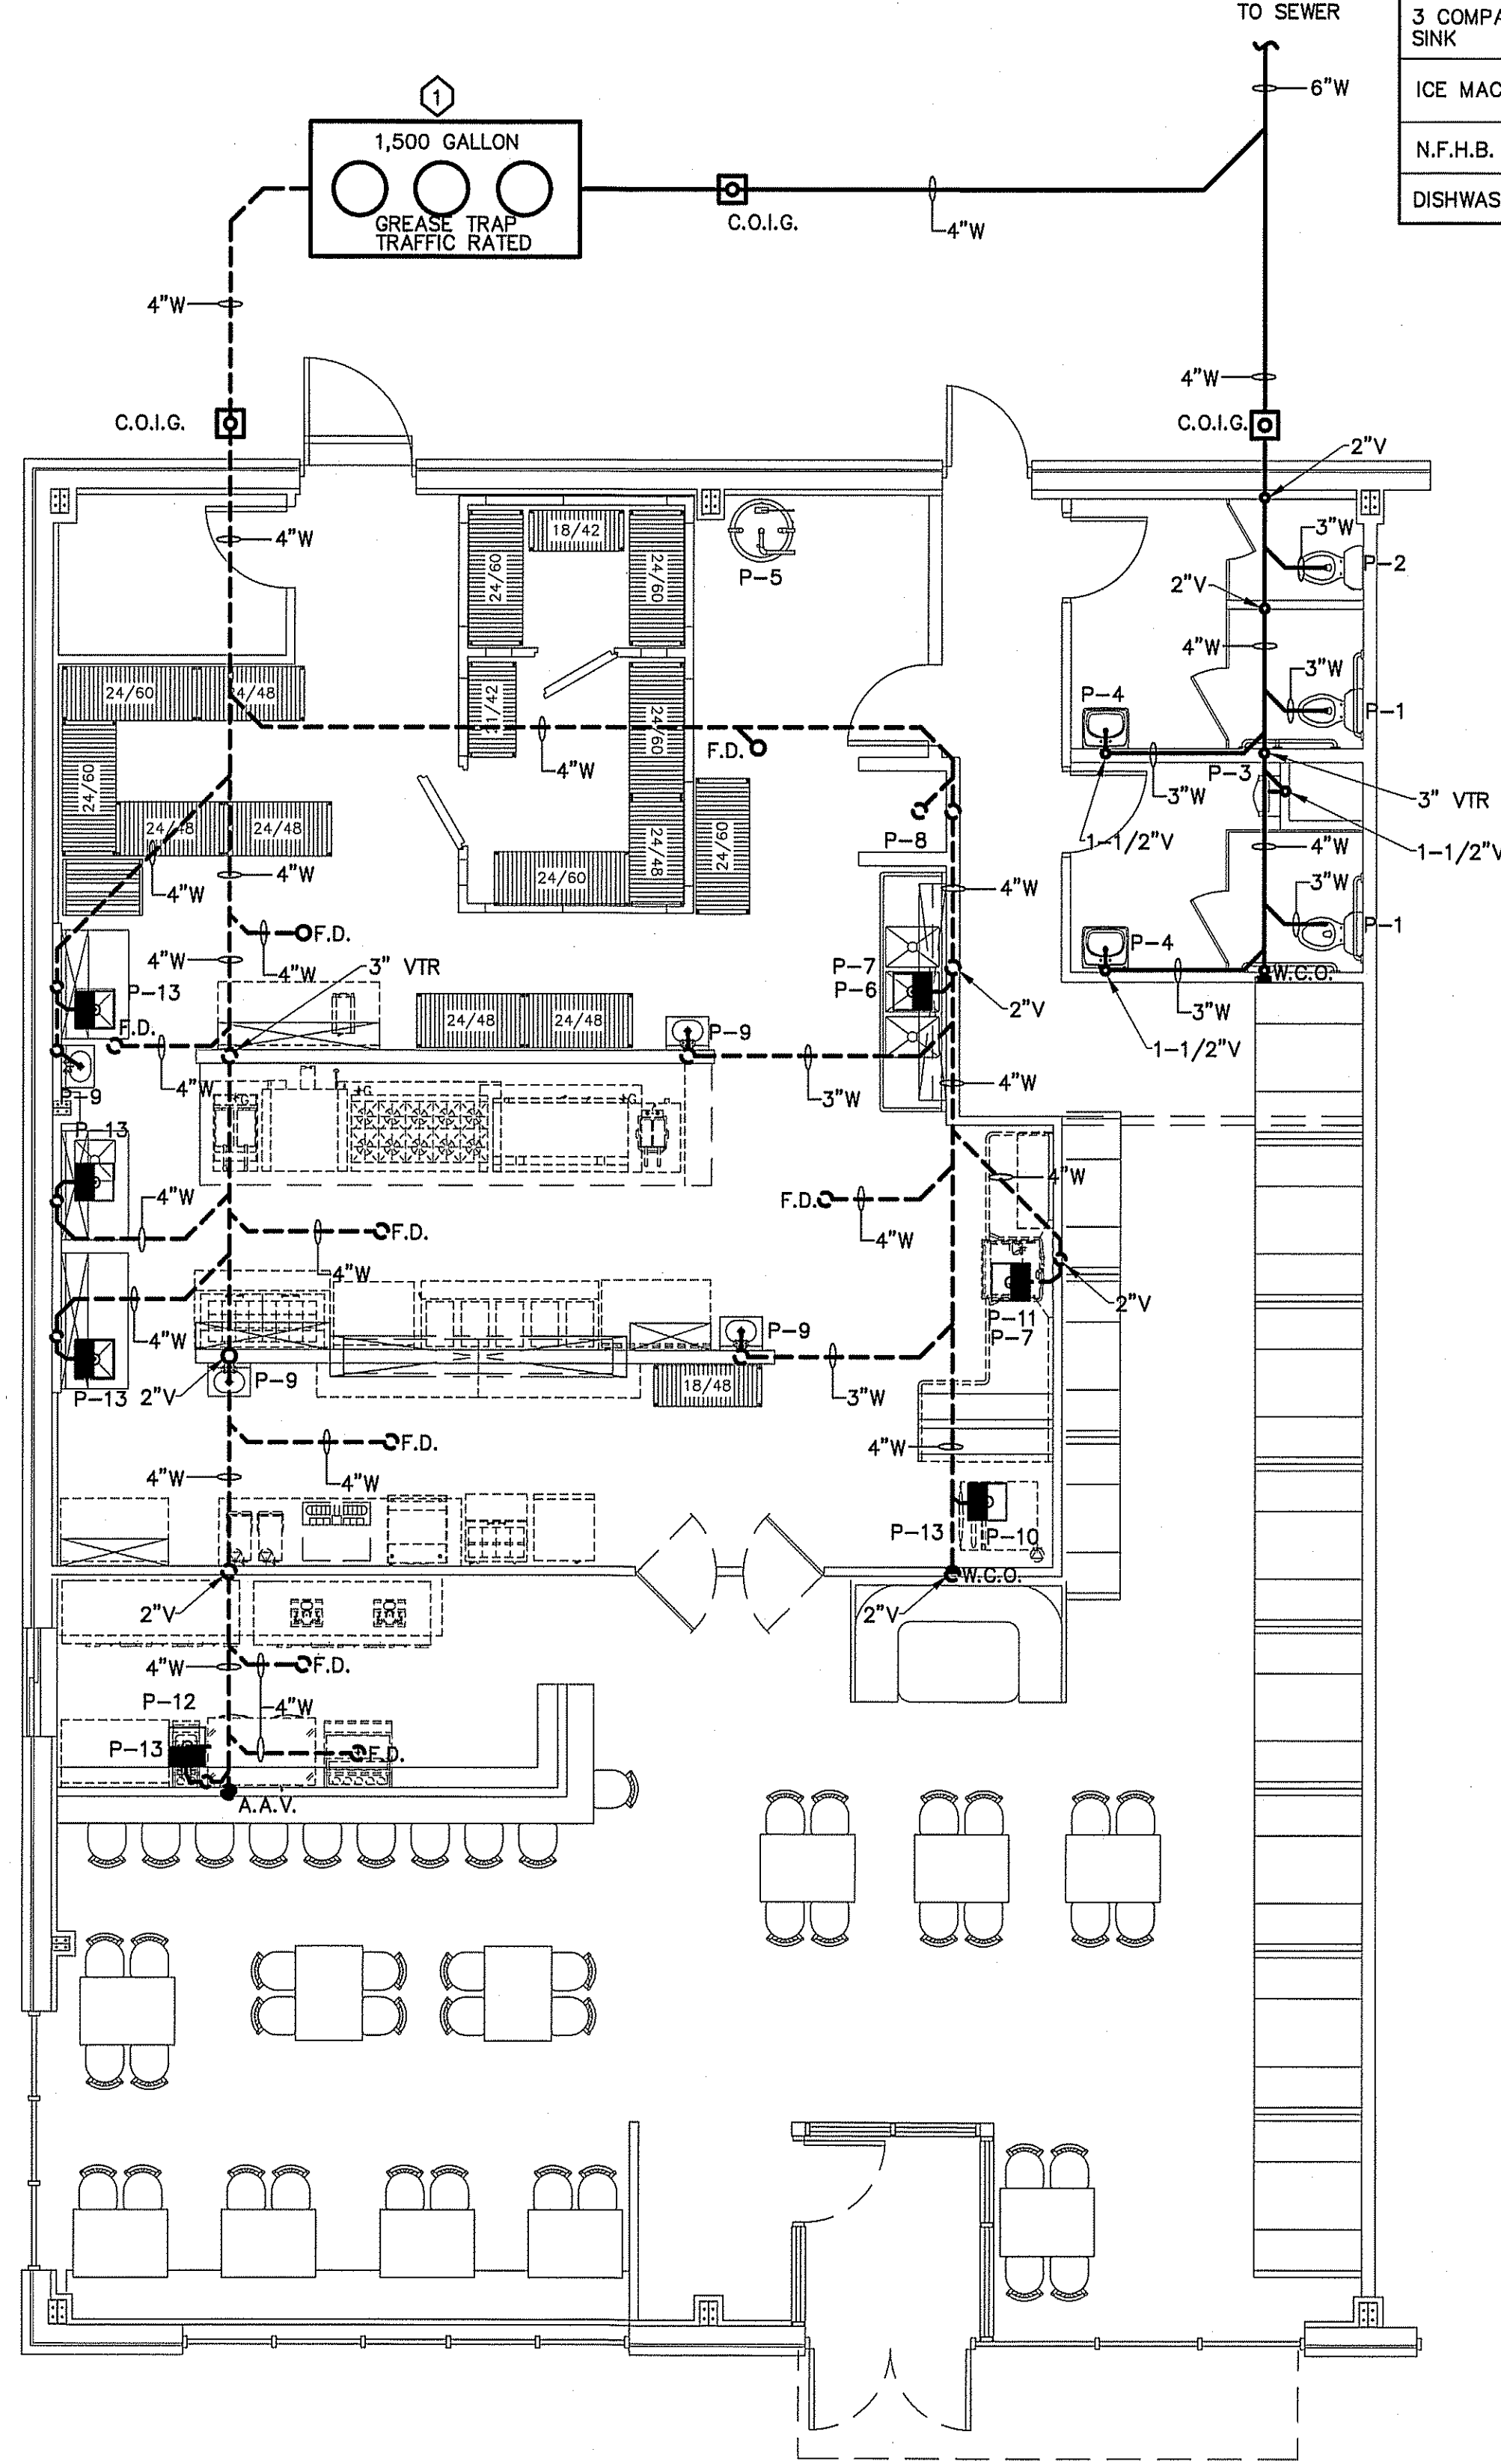 TO SEWER
3 COMPA
SINK
ICE MAC
N.F.H.B.
DISHWAS
6"W
1
1,500 GALLON
GREASE TRAP
TRAFFIC RATED
C.O.I.G.
4"W
4"W
4"W
C.O.I.G.
C.O.I.G.
2"V
4"W
24/60
18/42
24/60
P-5
3"W
P-2
2"V
4"W
3"W
P-4
P-1
24/60
24/48
21/42
24/60
4"W
F.D.
P-3
3"W
3" VTR
24/60
24/48
24/48
24/48
24/60
24/60
P-8
1-1/2"V
4"W
1-1/2"V
4"W
4"W
4"W
3"W
F.D.
4"W
4"W
P-4
P-1
3" VTR
P-7
P-6
W.C.O.
P-13
F.D.
24/48
24/48
P-9
2"V
3"W
4"W
1-1/2"V
P-9
3"W
4"W
P-13
G
G
4"W
4"W
F.D.
F.D.
4"W
4"W
4"W
P-11
P-7
2"V
P-9
P-13
2"V
P-9
18/48
3"W
F.D.
4"W
4"W
4"W
P-13
P-10
W.C.O.
2"V
2"V
4"W
F.D.
P-12
4"W
P-13
F.D.
A.A.V.